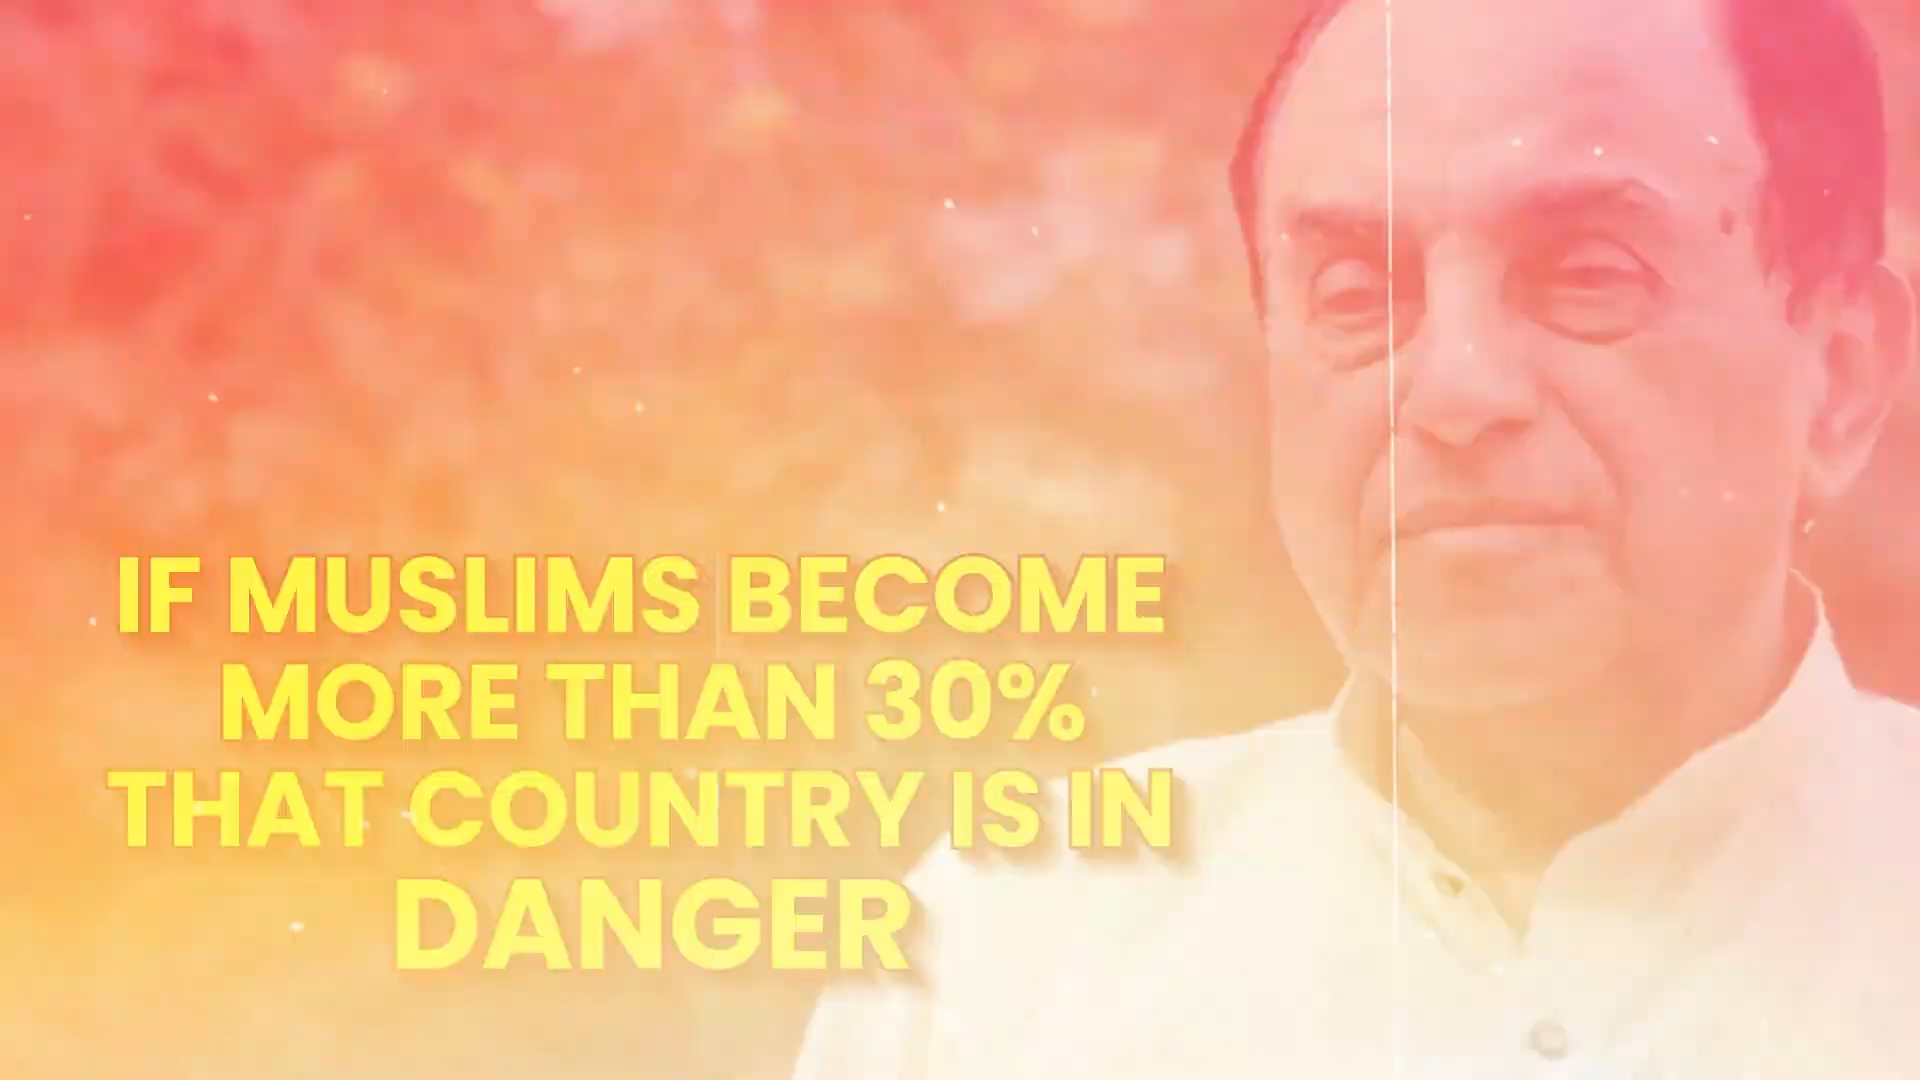 IF MUSLIMS BECOME
MORE THAN 30%
THAT COUNTRY IS IN
DANGER